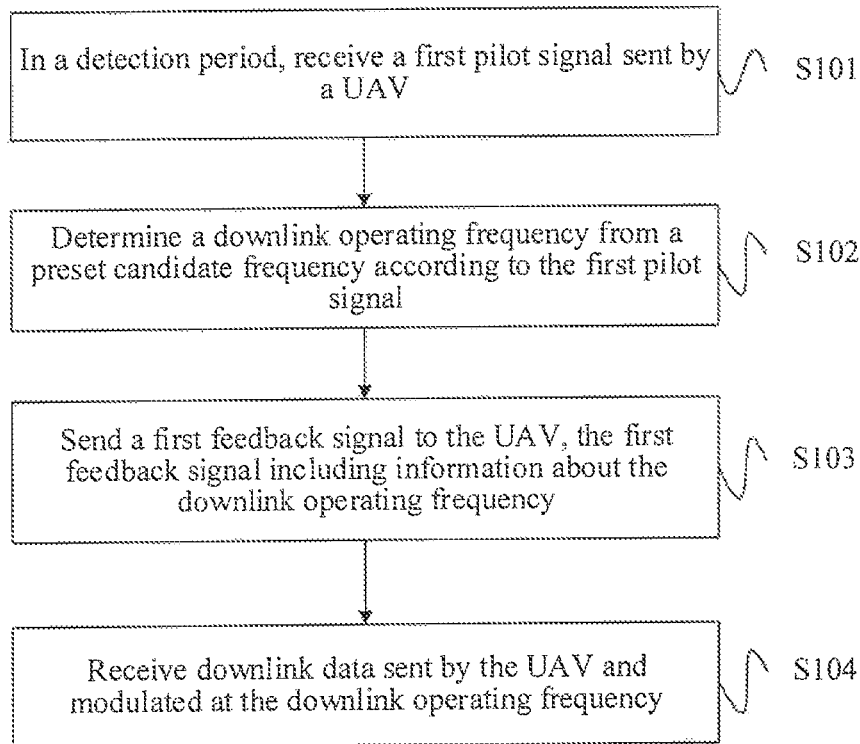 In a detection period, receive a first pilot signal sent by
a UAV
S101
Determine a downlink operating frequency from a
preset candidate frequency according to the first pilot
signal
S102
Send a first feedback signal to the UAV, the first
feedback signal including information about the
downlink operating frequency
S103
Receive downlink data sent by the UAV and
modulated at the downlink operating frequency
S104